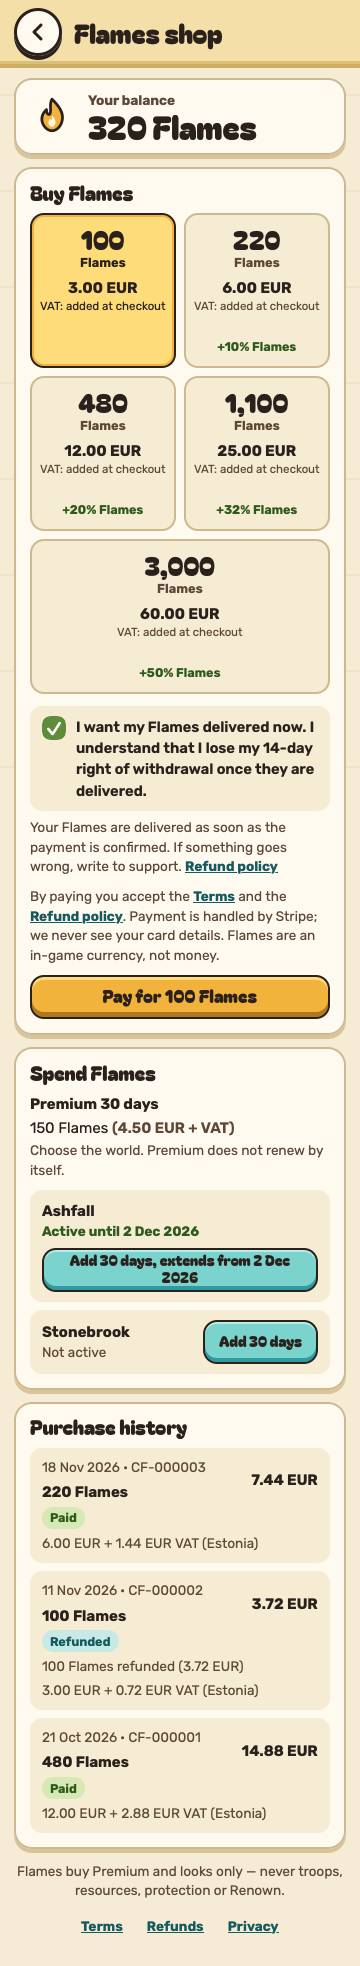 Flames shop
Your balance
320 Flames
Buy Flames
100
Flames
3.00 EUR
VAT: added at checkout
220
Flames
6.00 EUR
VAT: added at checkout
+10% Flames
480
Flames
12.00 EUR
VAT: added at checkout
+20% Flames
1,100
Flames
25.00 EUR
VAT: added at checkout
+32% Flames
3,000
Flames
60.00 EUR
VAT: added at checkout
+50% Flames
I want my Flames delivered now. I
understand that I lose my 14-day
right of withdrawal once they are
delivered.
Your Flames are delivered as soon as the
payment is confirmed. If something goes
wrong, write to support. Refund policy
By paying you accept the Terms and the
Refund policy. Payment is handled by Stripe;
we never see your card details. Flames are an
in-game currency, not money.
Pay for 100 Flames
Spend Flames
Premium 30 days
150 Flames (4.50 EUR + VAT)
Choose the world. Premium does not renew by
itself.
Ashfall
Active until 2 Dec 2026
Add 30 days, extends from 2 Dec
2026
Stonebrook
Not active
Add 30 days
Purchase history
18 Nov 2026 • CF-000003
7.44 EUR
220 Flames
Paid
6.00 EUR + 1.44 EUR VAT (Estonia)
11 Nov 2026 • CF-000002
3.72 EUR
100 Flames
Refunded
100 Flames refunded (3.72 EUR)
3.00 EUR + 0.72 EUR VAT (Estonia)
21 Oct 2026 • CF-000001
14.88 EUR
480 Flames
Paid
12.00 EUR + 2.88 EUR VAT (Estonia)
Flames buy Premium and looks only — never troops,
resources, protection or Renown.
Terms Refunds Privacy